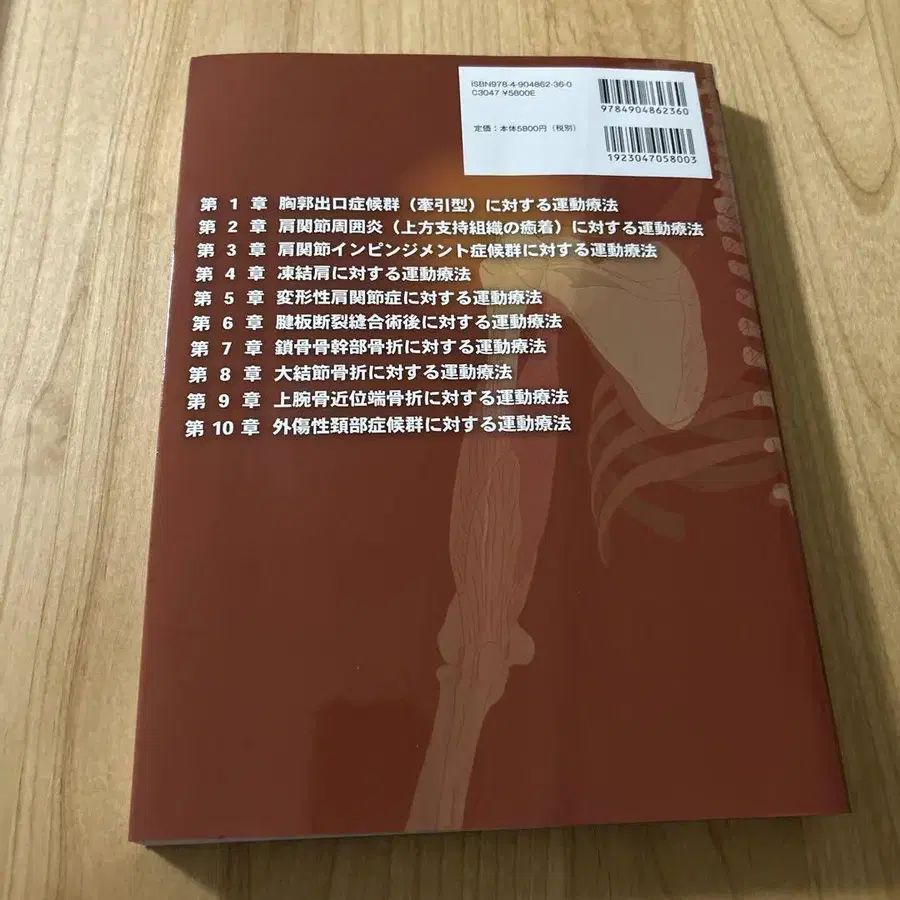 ISBN978-4-904862-36-0
C3047 ¥5800E
定価：本体5800円（税別）
9784904862360
1923047058003
第 1 章 胸郭出口症候群（牽引型）に対する運動療法
第 2 章 肩関節周囲炎（上方支持組織の癒着）に対する運動療法
第 3 章 肩関節インピンジメント症候群に対する運動療法
第 4 章 凍結肩に対する運動療法
第 5 章 変形性肩関節症に対する運動療法
第 6 章 腱板断裂縫合術後に対する運動療法
第 7 章 鎖骨骨幹部骨折に対する運動療法
第 8 章 大結節骨折に対する運動療法
第 9 章 上腕骨近位端骨折に対する運動療法
第 10 章 外傷性頚部症候群に対する運動療法